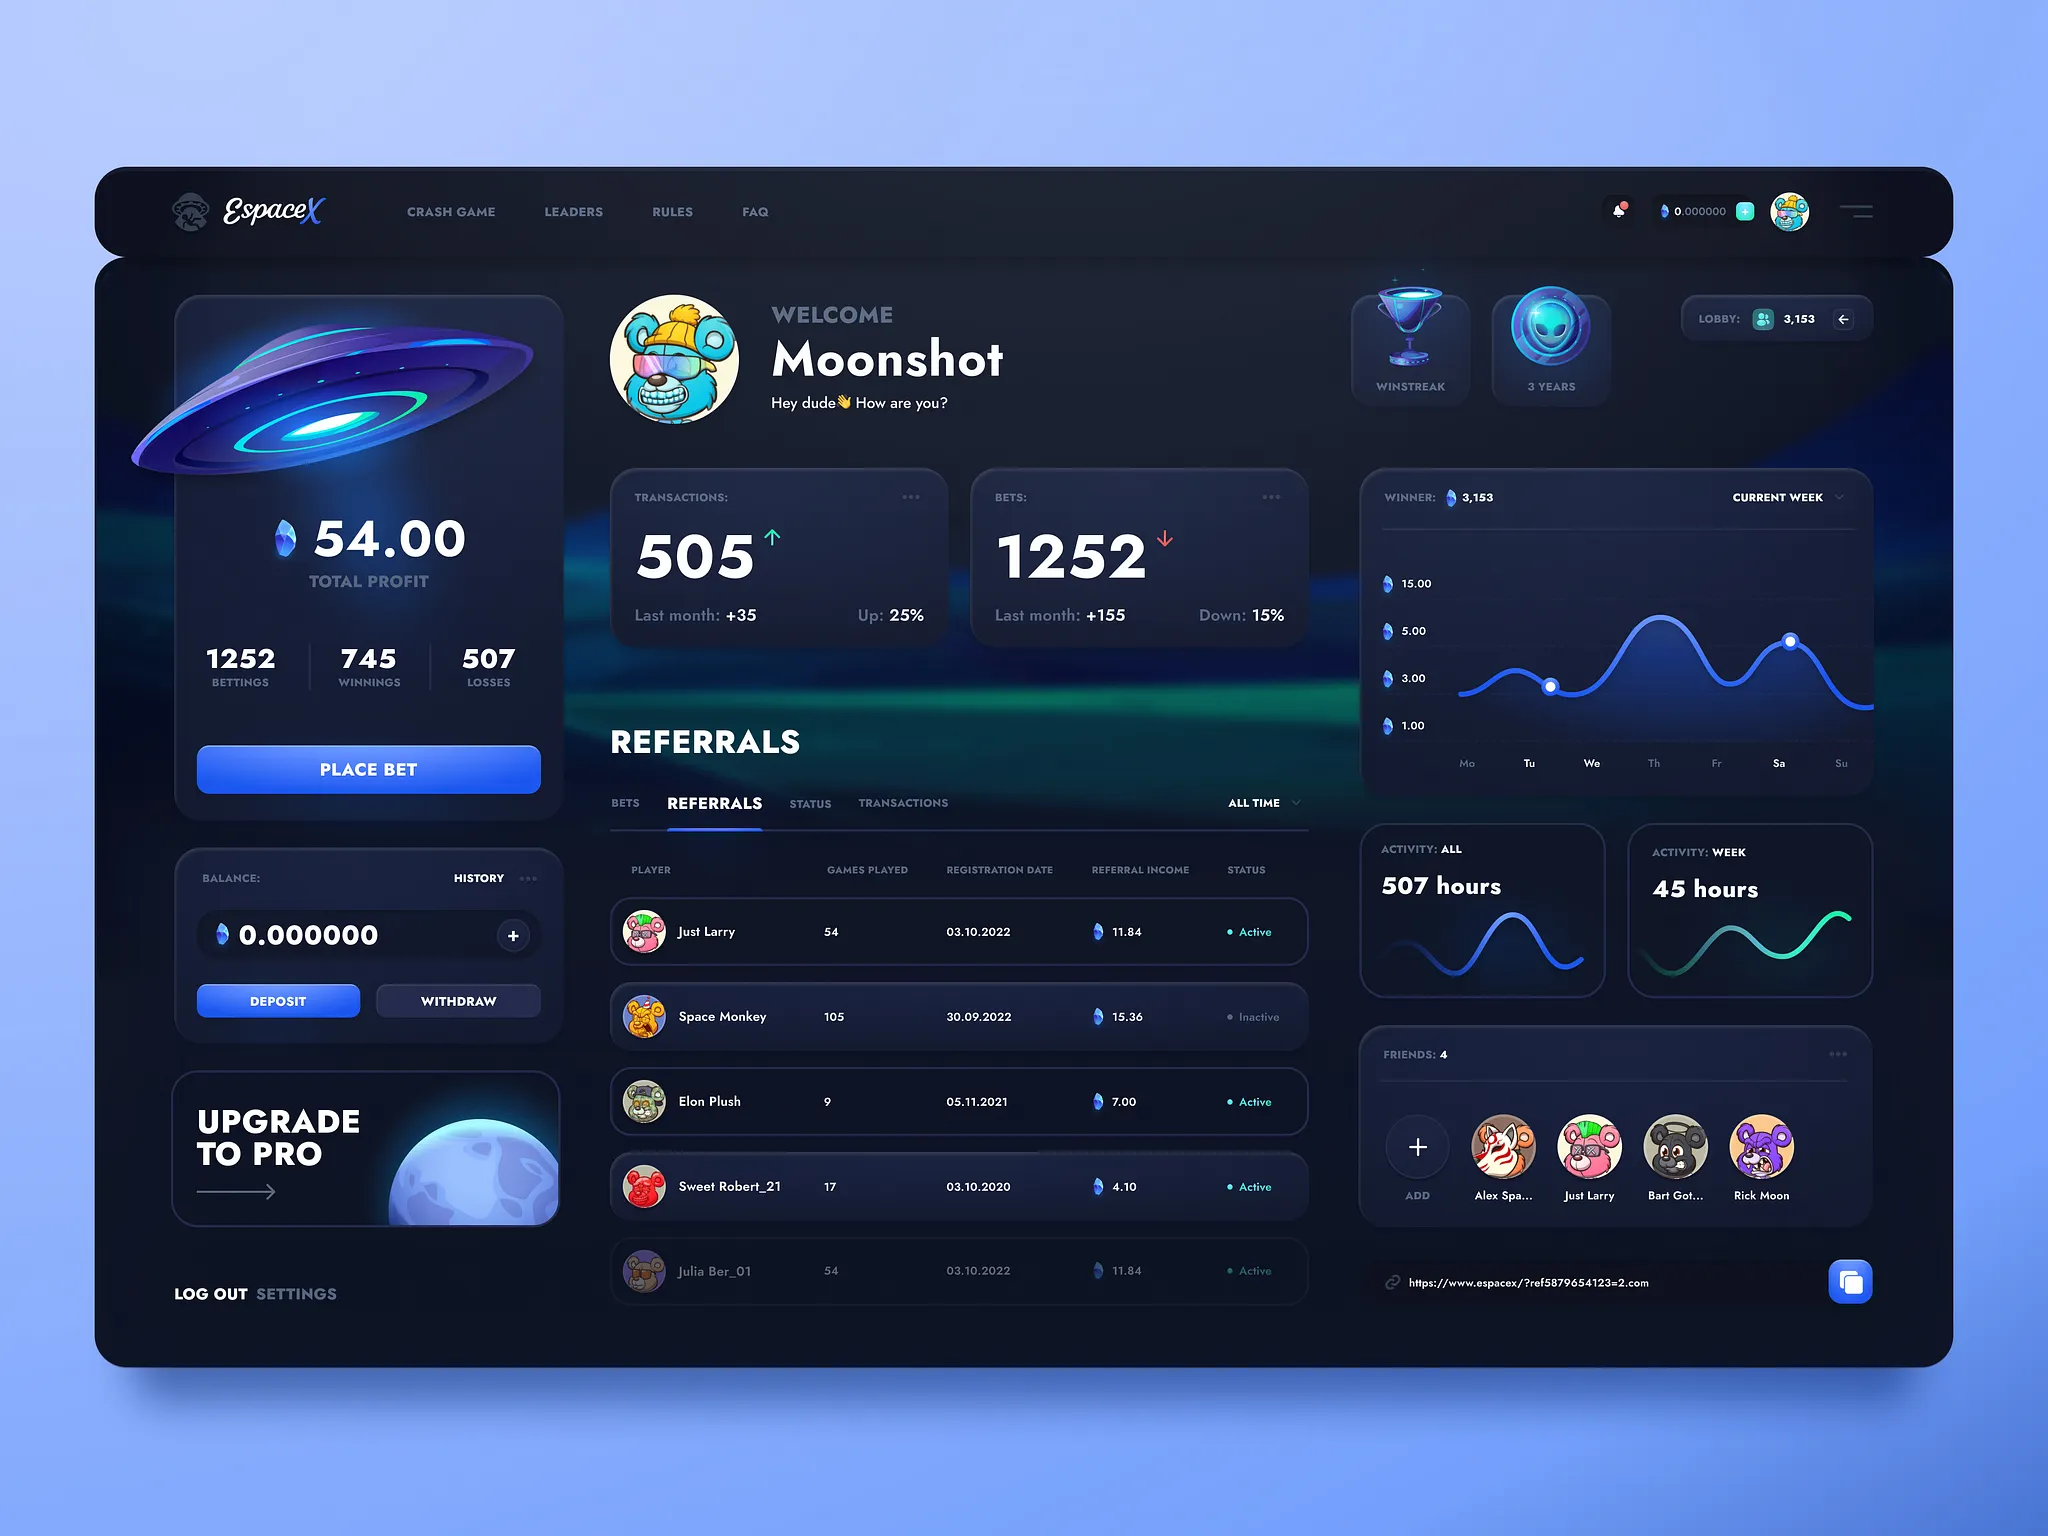 EspaceX
CRASH GAME
LEADERS
RULES
FAQ
0.000000
WELCOME
Moonshot
Hey dude👋 How are you?
WINSTREAK
3 YEARS
LOBBY: 3,153
54.00
TOTAL PROFIT
1252
BETTINGS
745
WINNINGS
507
LOSSES
PLACE BET
BALANCE:
HISTORY
0.000000
DEPOSIT
WITHDRAW
UPGRADE
TO PRO
LOG OUT SETTINGS
TRANSACTIONS:
505
Last month: +35
Up: 25%
BETS:
1252
Last month: +155
Down: 15%
REFERRALS
BETS
REFERRALS
STATUS
TRANSACTIONS
ALL TIME
PLAYER GAMES PLAYED REGISTRATION DATE REFERRAL INCOME STATUS
Just Larry 54 03.10.2022 11.84 Active
Space Monkey 105 30.09.2022 15.36 Inactive
Elon Plush 9 05.11.2021 7.00 Active
Sweet Robert_21 17 03.10.2020 4.10 Active
Julia Ber_01 54 03.10.2022 11.84 Active
WINNER: 3,153
CURRENT WEEK
15.00
5.00
3.00
1.00
Mo Tu We Th Fr Sa Su
ACTIVITY: ALL
507 hours
ACTIVITY: WEEK
45 hours
FRIENDS: 4
ADD
Alex Spa...
Just Larry
Bart Got...
Rick Moon
https://www.espacex/?ref5879654123=2.com